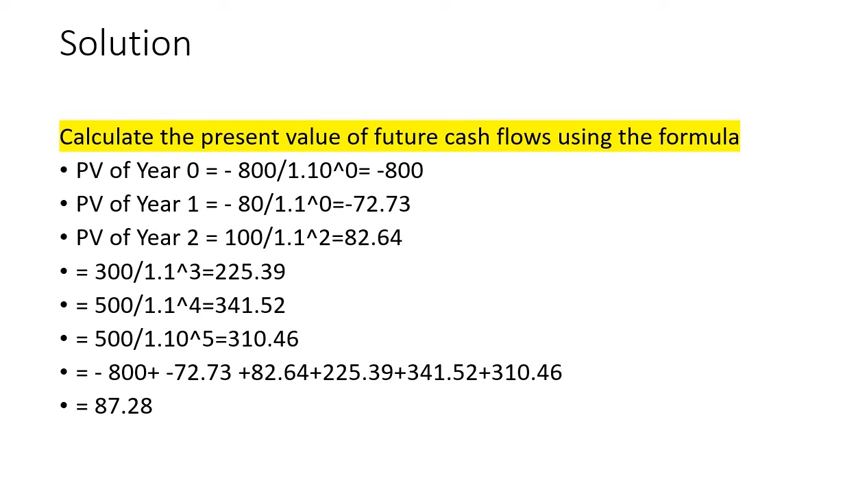 Solution
Calculate the present value of future cash flows using the formula
• PV of Year 0 = - 800/1.10^0= -800
• PV of Year 1 = - 80/1.1^0=-72.73
• PV of Year 2 = 100/1.1^2=82.64
• = 300/1.1^3=225.39
• = 500/1.1^4=341.52
• = 500/1.10^5=310.46
• = - 800+ -72.73 +82.64+225.39+341.52+310.46
• = 87.28